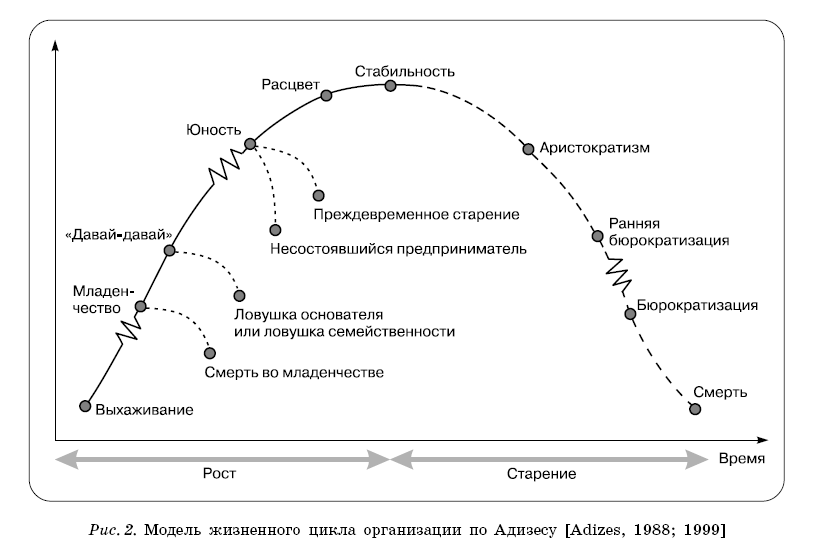 Стабильность
Расцвет
Юность
Аристократизм
Преждевременное старение
Несостоявшийся предприниматель
«Давай-давай»
Ранняя
бюрократизация
Младен-
чество
Ловушка основателя
или ловушка семейственности
Бюрократизация
Смерть во младенчестве
Смерть
Выхаживание
Время
Рост
Старение
Рис. 2. Модель жизненного цикла организации по Адизесу [Adizes, 1988; 1999]